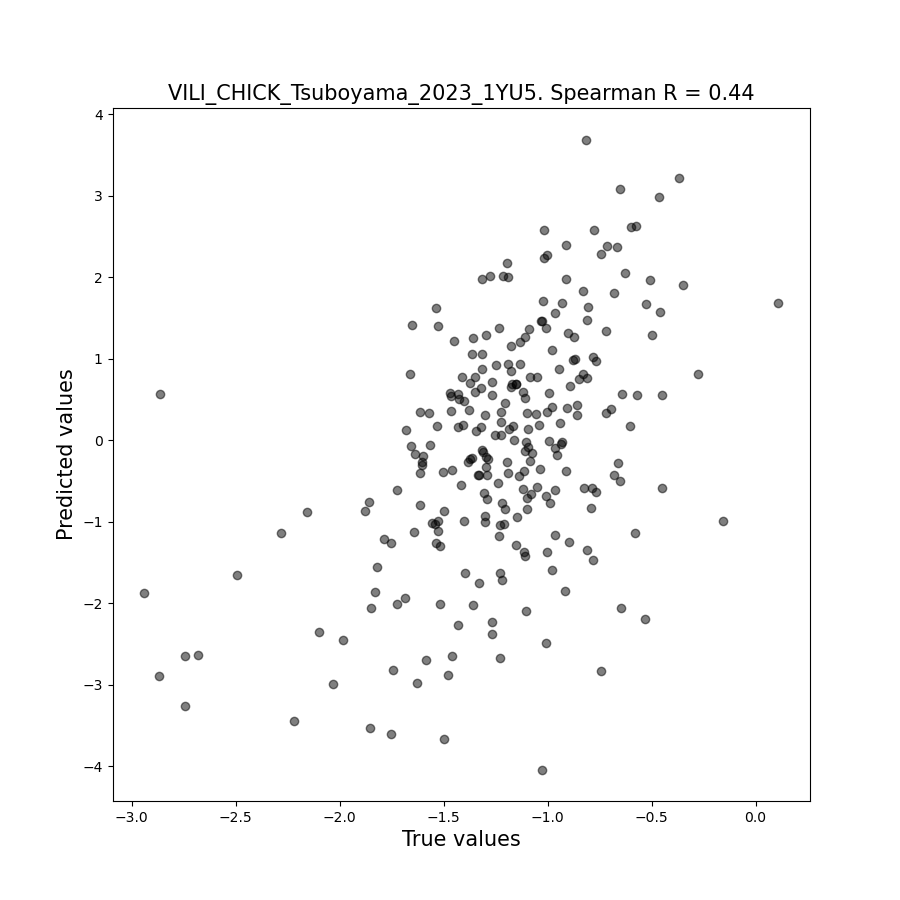 VILI_CHICK_Tsuboyama_2023_1YU5. Spearman R = 0.44
4
3
2
1
0
−1
−2
−3
−4
Predicted values
−3.0 −2.5 −2.0 −1.5 −1.0 −0.5 0.0
True values